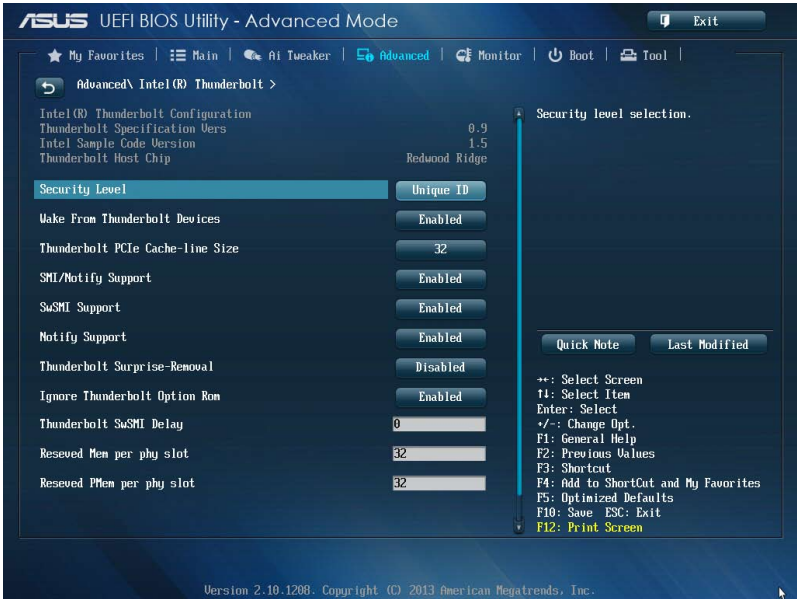 ASUS UEFI BIOS Utility - Advanced Mode
Exit
My Favorites | Main | Ai Tweaker | Advanced | Monitor | Boot | Tool |
Advanced\ Intel(R) Thunderbolt >
Intel(R) Thunderbolt Configuration
Thunderbolt Specification Vers 0.9
Intel Sample Code Version 1.5
Thunderbolt Host Chip Redwood Ridge
Security Level Unique ID
Wake From Thunderbolt Devices Enabled
Thunderbolt PCIe Cache-line Size 32
SMI/Notify Support Enabled
SwSMI Support Enabled
Notify Support Enabled
Thunderbolt Surprise-Removal Disabled
Ignore Thunderbolt Option Rom Enabled
Thunderbolt SwSMI Delay 0
Reseved Mem per phy slot 32
Reseved PMem per phy slot 32
Security level selection.
Quick Note Last Modified
→←: Select Screen
↑↓: Select Item
Enter: Select
+/-: Change Opt.
F1: General Help
F2: Previous Values
F3: Shortcut
F4: Add to ShortCut and My Favorites
F5: Optimized Defaults
F10: Save ESC: Exit
F12: Print Screen
Version 2.10.1208. Copyright (C) 2013 American Megatrends, Inc.